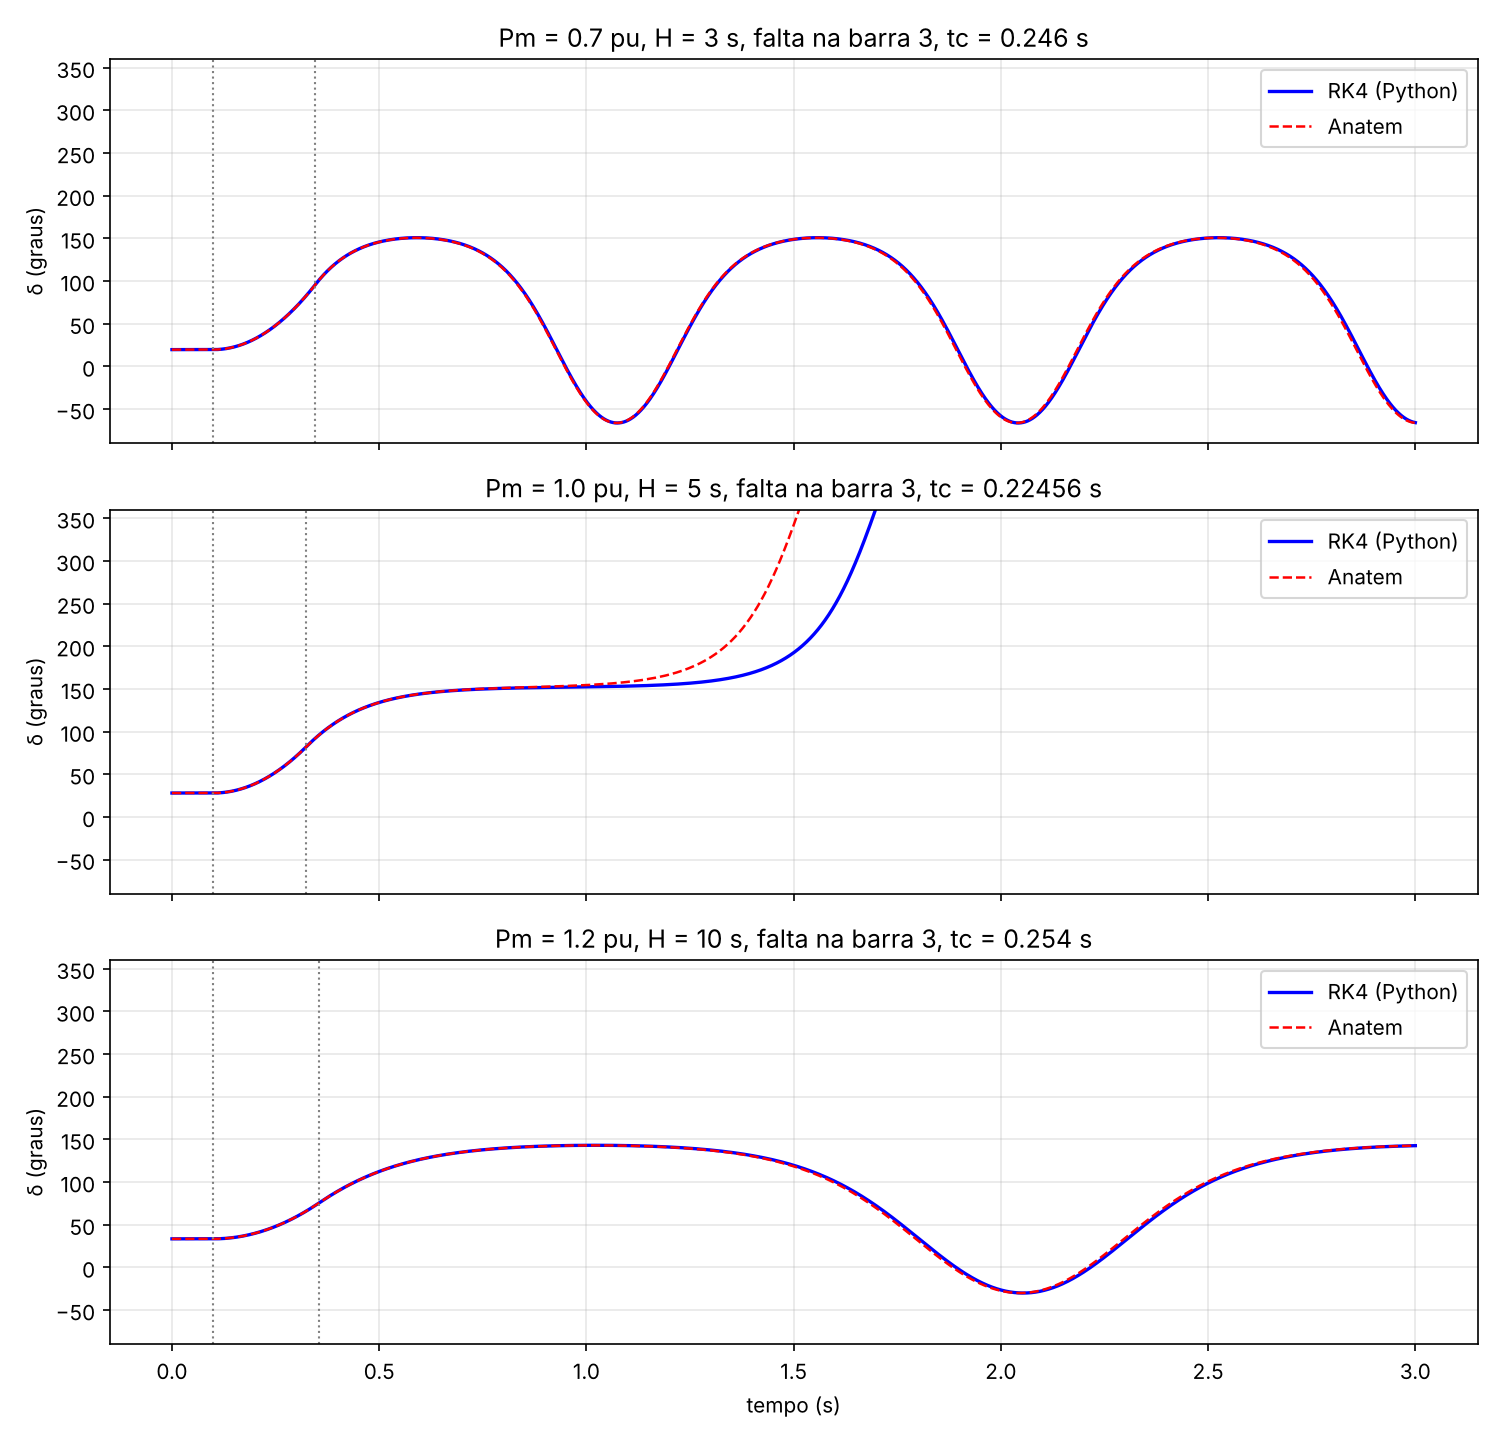 Pm = 0.7 pu, H = 3 s, falta na barra 3, tc = 0.246 s
350
300
250
200
150
100
50
0
−50
δ (graus)
RK4 (Python)
Anatem
Pm = 1.0 pu, H = 5 s, falta na barra 3, tc = 0.22456 s
350
300
250
200
150
100
50
0
−50
δ (graus)
RK4 (Python)
Anatem
Pm = 1.2 pu, H = 10 s, falta na barra 3, tc = 0.254 s
350
300
250
200
150
100
50
0
−50
δ (graus)
RK4 (Python)
Anatem
0.0 0.5 1.0 1.5 2.0 2.5 3.0
tempo (s)